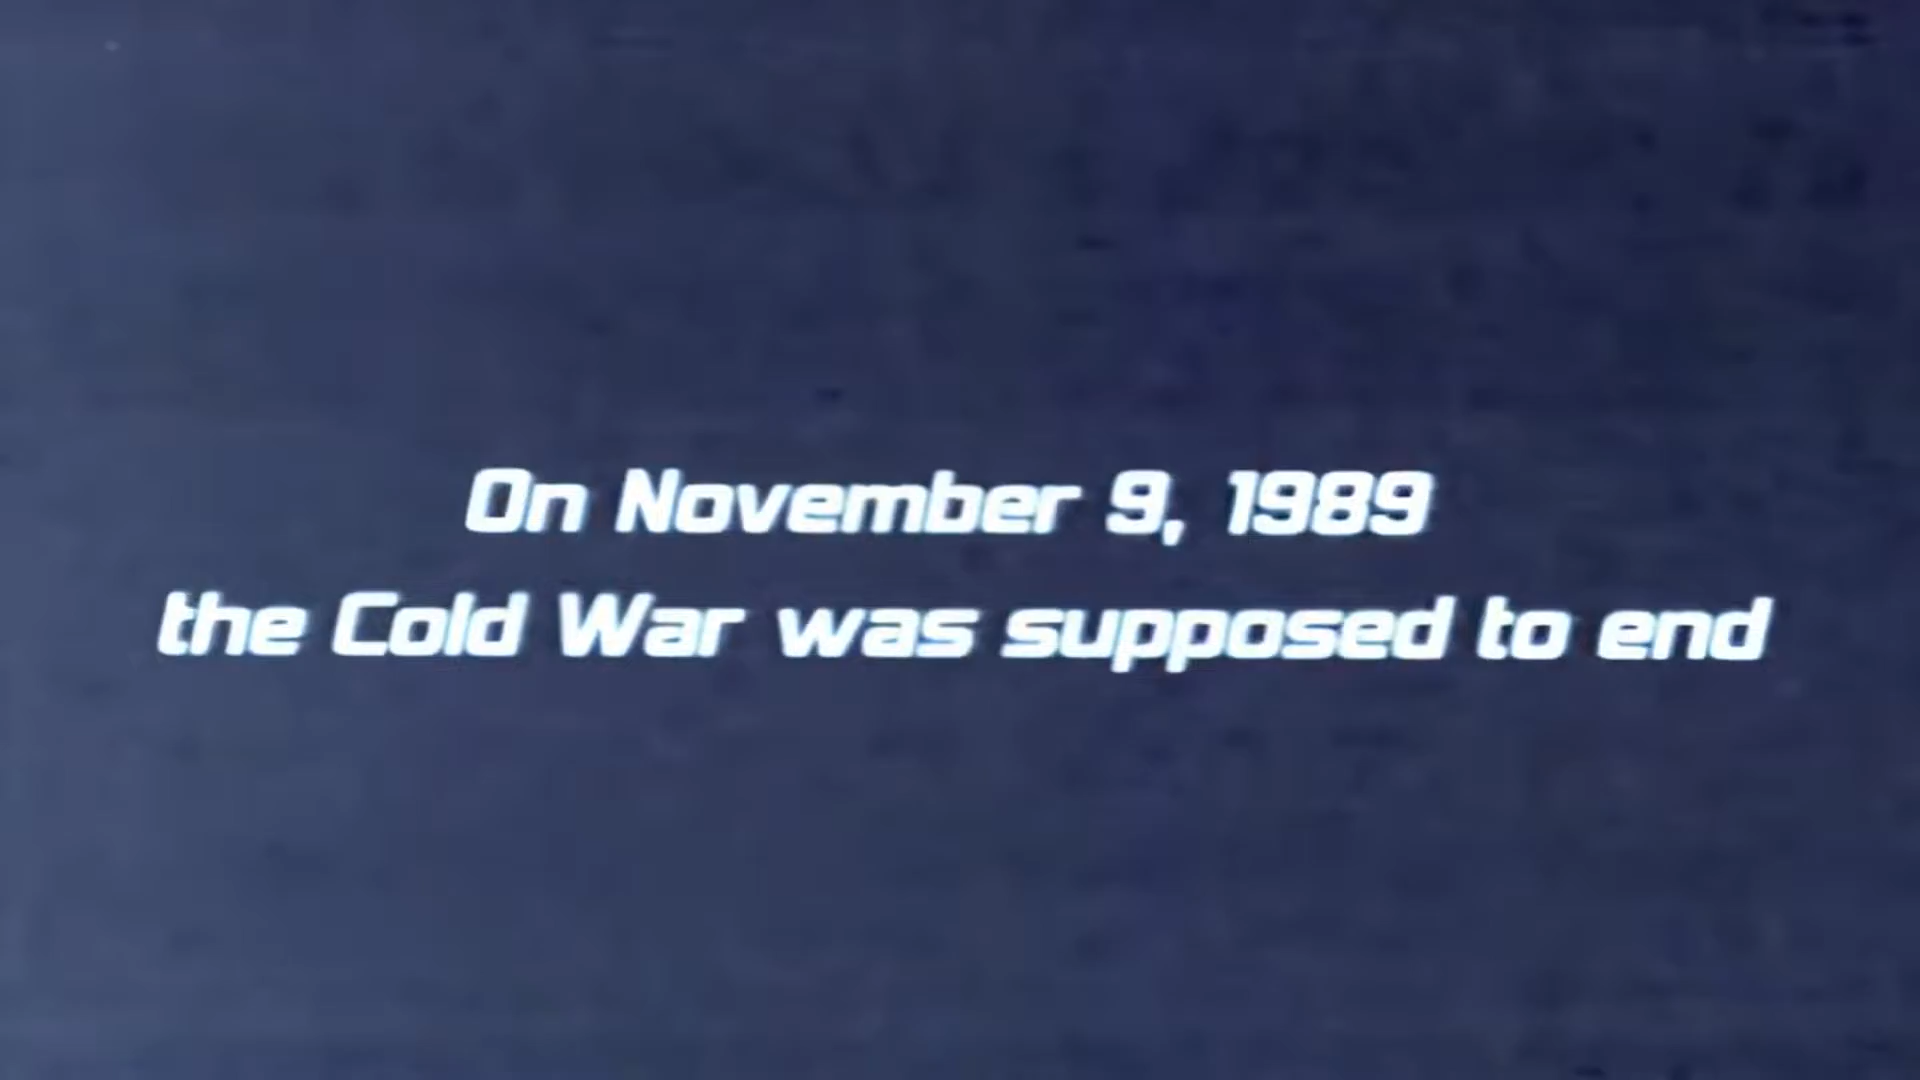 On November 9, 1989
the Cold War was supposed to end